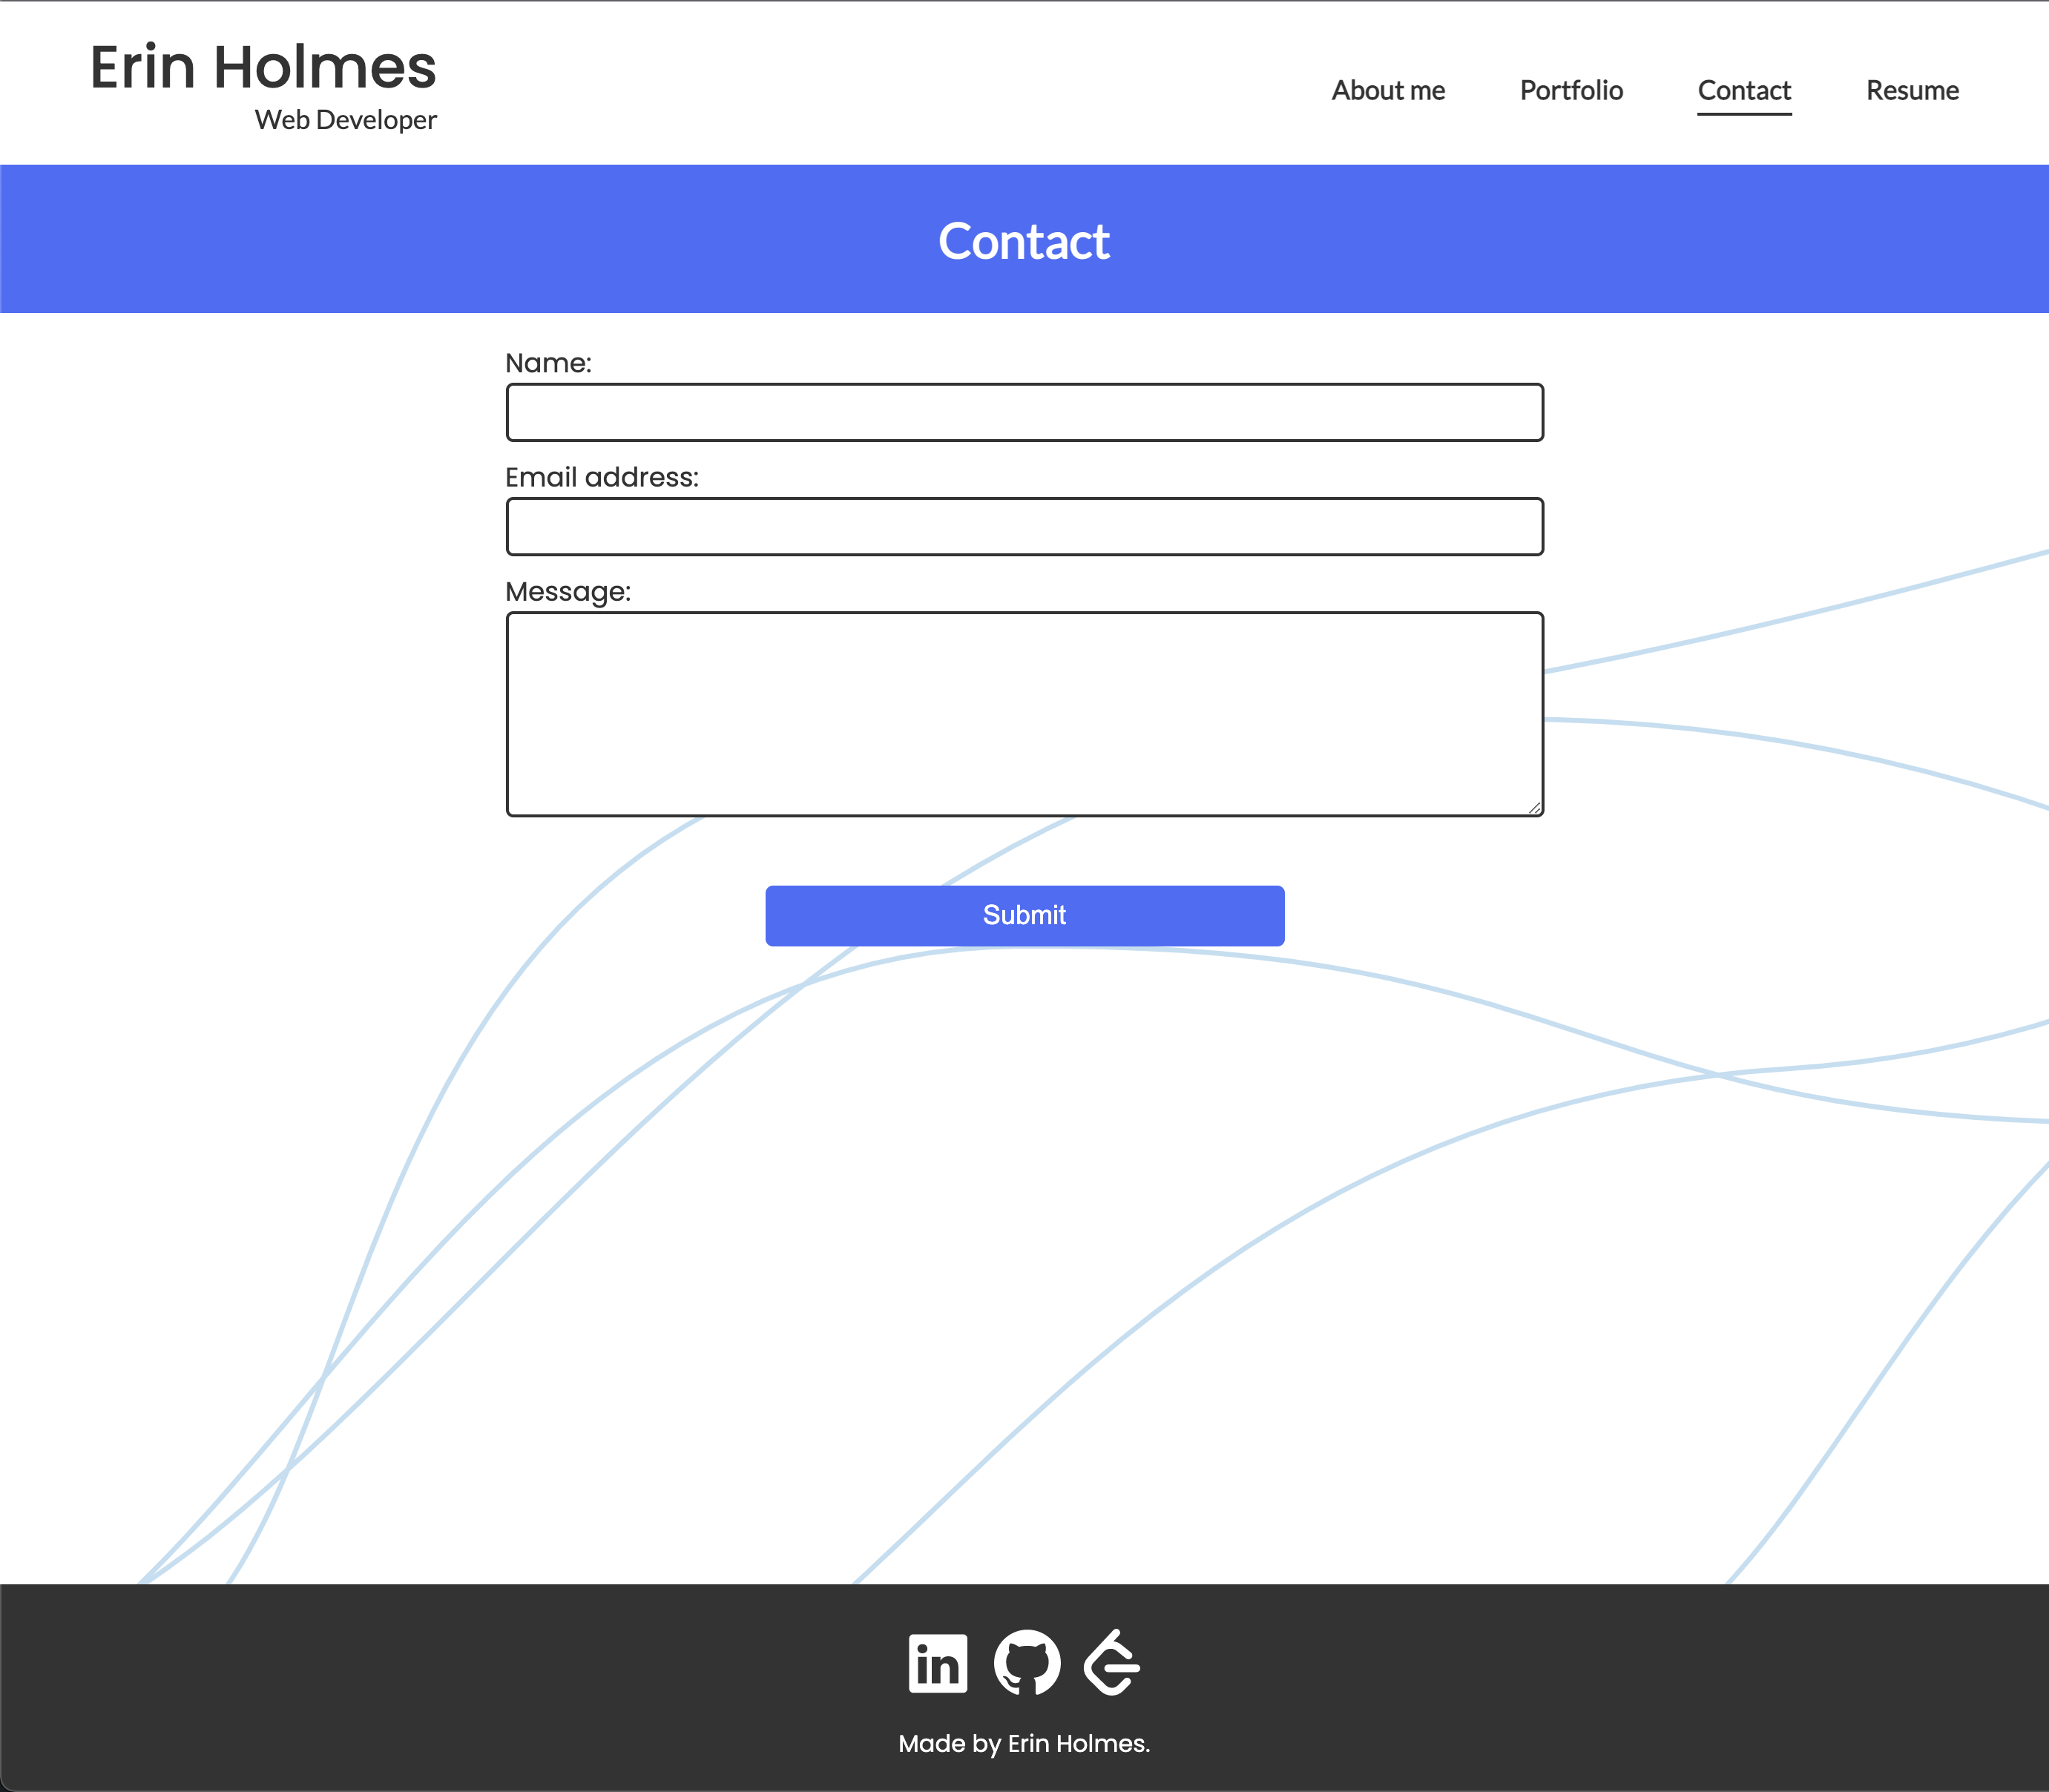 Erin Holmes
Web Developer
About me Portfolio Contact Resume
Contact
Name:
Email address:
Message:
Submit
in
Made by Erin Holmes.